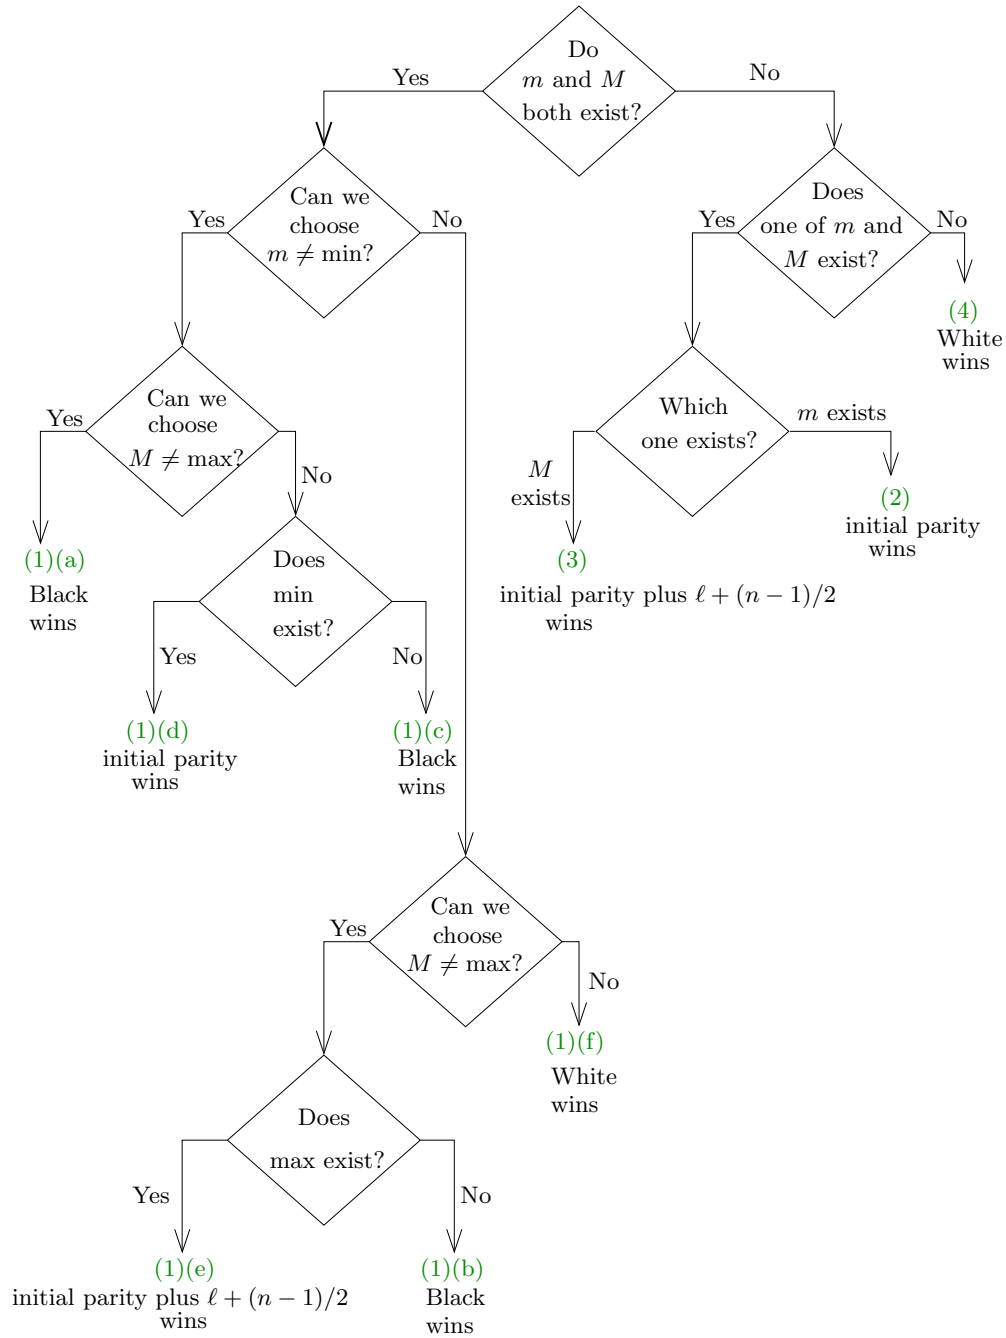 Do
m and M
both exist?
Yes
No
Can we
choose
m ≠ min?
Yes
No
Does
one of m and
M exist?
Yes
No
(4)
White
wins
Can we
choose
M ≠ max?
Yes
No
Which
one exists?
m exists
M
exists
(2)
initial parity
wins
(1)(a)
Black
wins
(3)
initial parity plus ℓ + (n − 1)/2
wins
Does
min
exist?
Yes
No
(1)(d)
initial parity
wins
(1)(c)
Black
wins
Can we
choose
M ≠ max?
Yes
No
(1)(f)
White
wins
Does
max exist?
Yes
No
(1)(e)
initial parity plus ℓ + (n − 1)/2
wins
(1)(b)
Black
wins